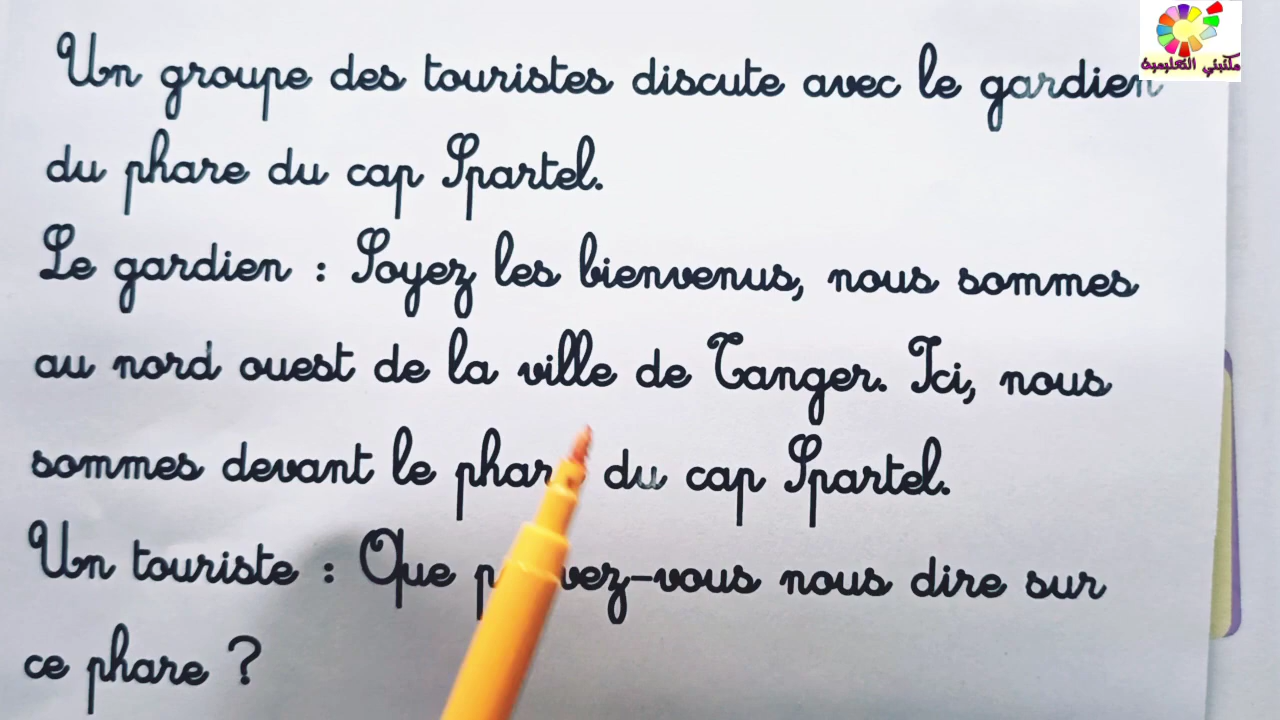 مكتبتي التعليمية
Un groupe des touristes discute avec le gardien
du phare du cap Spartel.
Le gardien : Soyez les bienvenus, nous sommes
au nord ouest de la ville de Tanger. Ici, nous
sommes devant le phare du cap Spartel.
Un touriste : Que nous dire sur
ce phare ?